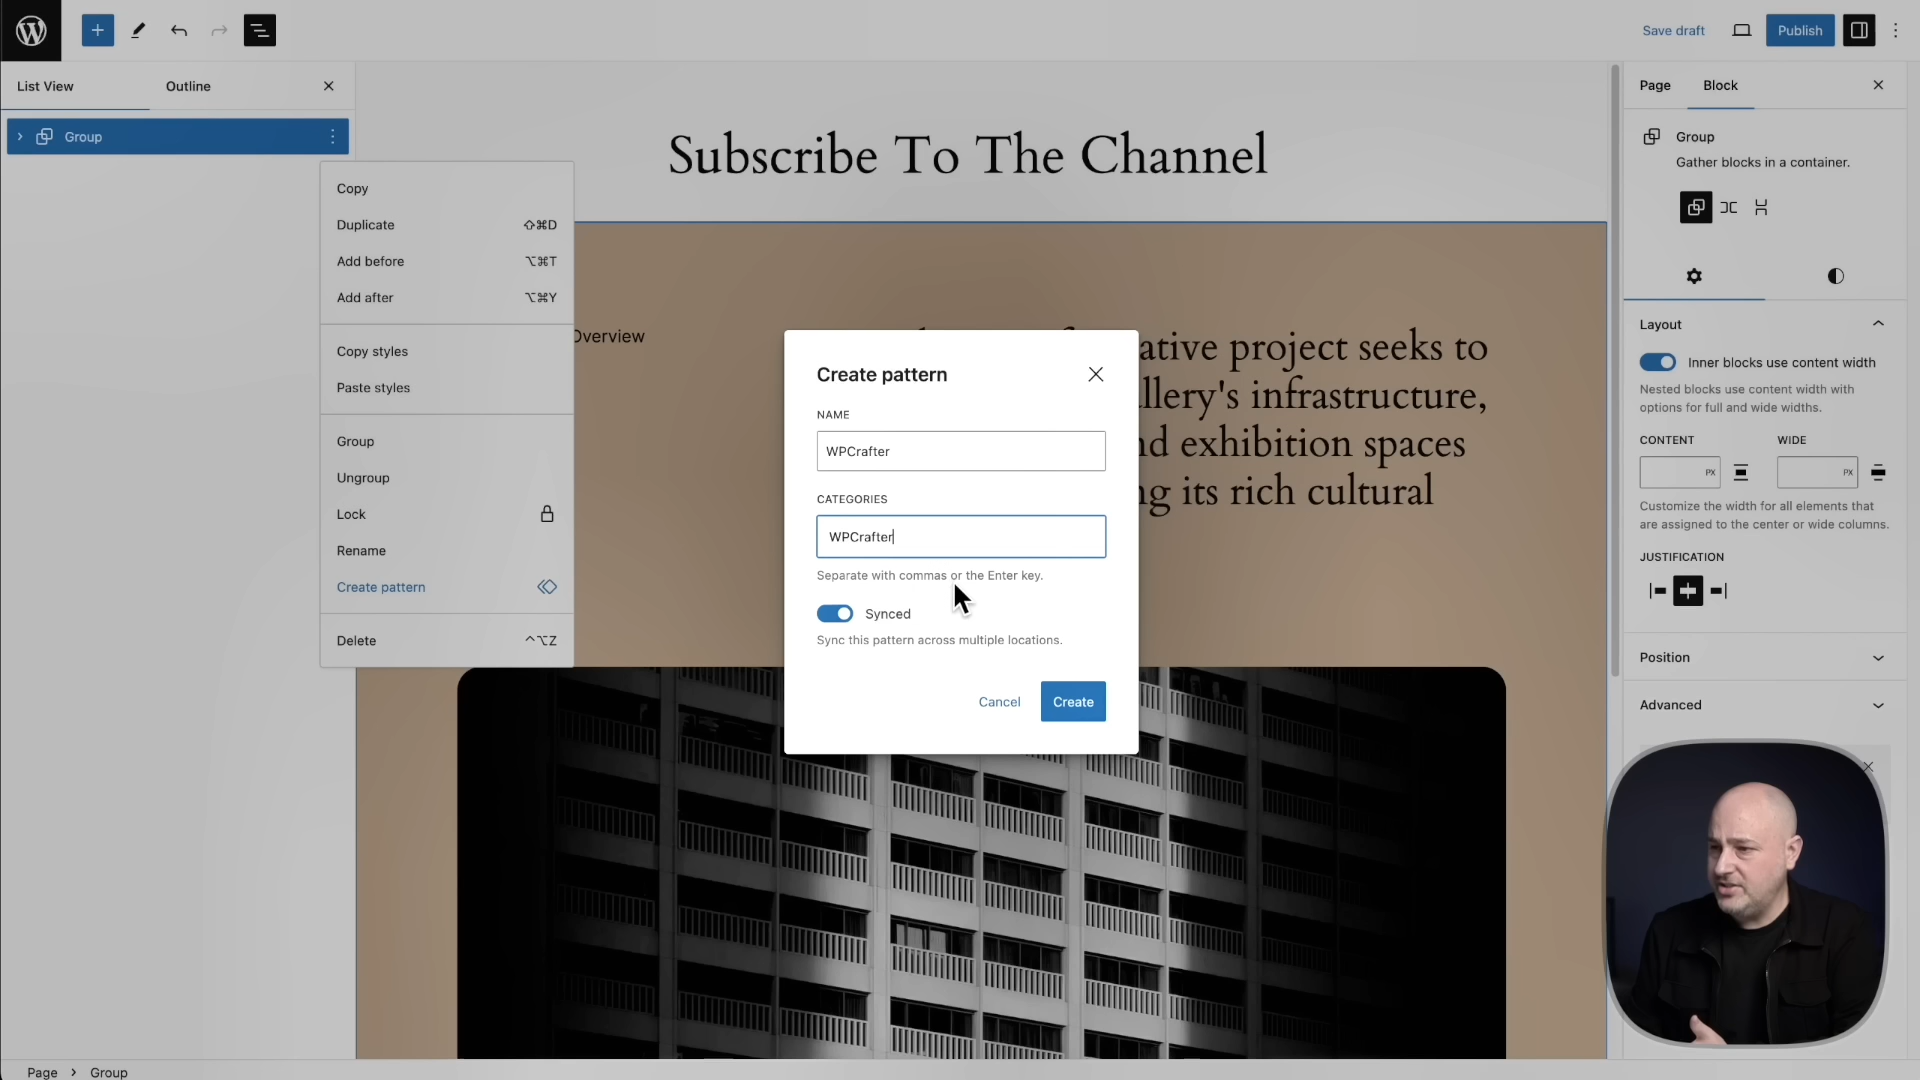 Save draft
Publish
List View
Outline
Group
Copy
Duplicate ⇧⌘D
Add before ⌥⌘T
Add after ⌥⌘Y
Copy styles
Paste styles
Group
Ungroup
Lock
Rename
Create pattern
Delete ^⌥Z
Subscribe To The Channel
Overview
ative project seeks to
llery's infrastructure,
nd exhibition spaces
ng its rich cultural
Create pattern
NAME
WPCrafter
CATEGORIES
WPCrafter
Separate with commas or the Enter key.
Synced
Sync this pattern across multiple locations.
Cancel
Create
Page
Block
Group
Gather blocks in a container.
Layout
Inner blocks use content width
Nested blocks use content width with
options for full and wide widths.
CONTENT
WIDE
PX
PX
Customize the width for all elements that
are assigned to the center or wide columns.
JUSTIFICATION
Position
Advanced
Page > Group